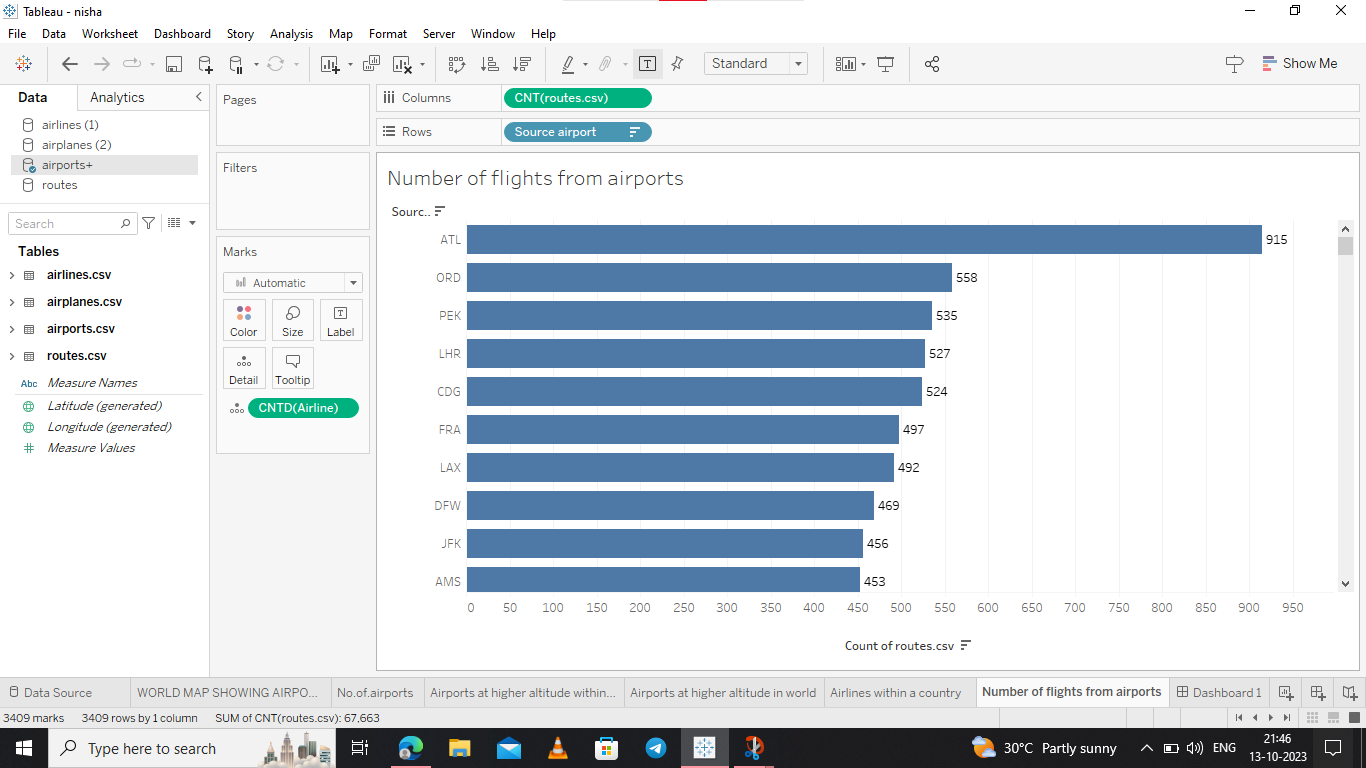 Tableau - nisha
File Data Worksheet Dashboard Story Analysis Map Format Server Window Help
Standard
Show Me
Data Analytics
airlines (1)
airplanes (2)
airports+
routes
Search
Tables
airlines.csv
airplanes.csv
airports.csv
routes.csv
Abc Measure Names
Latitude (generated)
Longitude (generated)
# Measure Values
Pages
Filters
Marks
Automatic
Color Size Label
Detail Tooltip
CNTD(Airline)
Columns CNT(routes.csv)
Rows Source airport
Number of flights from airports
Sourc..
ATL 915
ORD 558
PEK 535
LHR 527
CDG 524
FRA 497
LAX 492
DFW 469
JFK 456
AMS 453
0 50 100 150 200 250 300 350 400 450 500 550 600 650 700 750 800 850 900 950
Count of routes.csv
Data Source WORLD MAP SHOWING AIRPO... No.of.airports Airports at higher altitude within... Airports at higher altitude in world Airlines within a country Number of flights from airports Dashboard 1
3409 marks 3409 rows by 1 column SUM of CNT(routes.csv): 67,663
Type here to search
30°C Partly sunny
ENG
21:46
13-10-2023